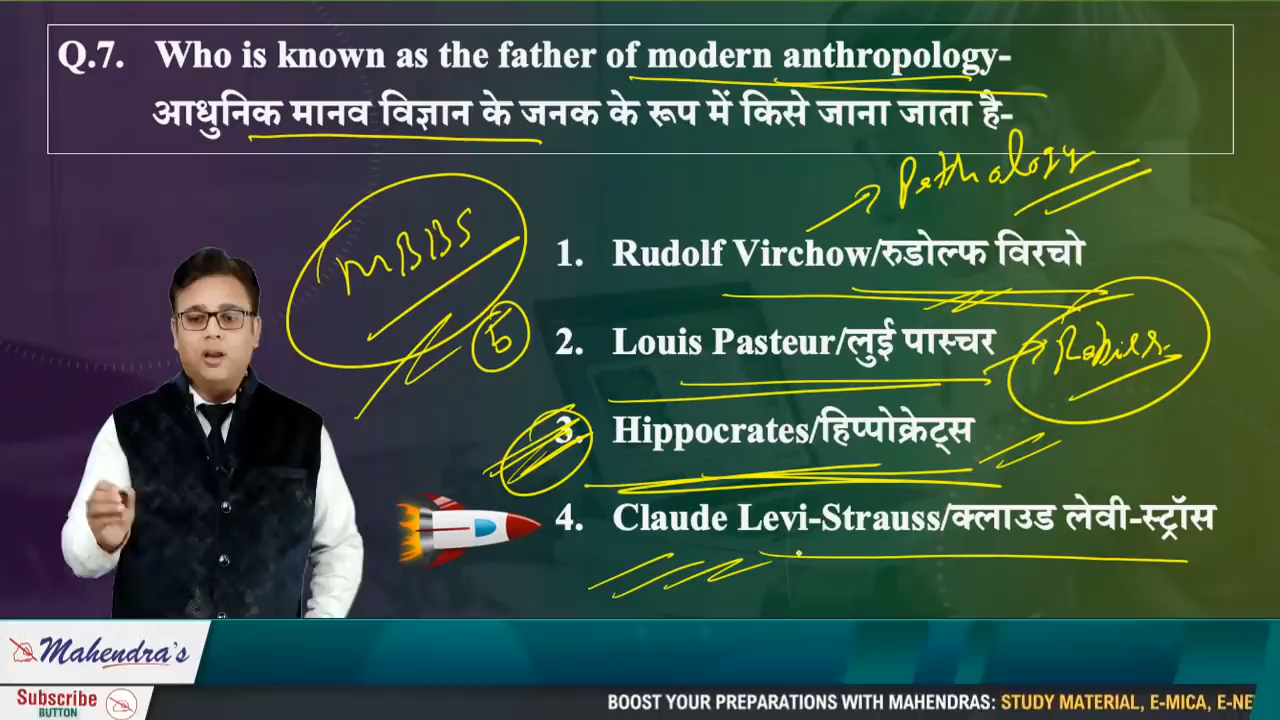 Q.7. Who is known as the father of modern anthropology-
आधुनिक मानव विज्ञान के जनक के रूप में किसे जाना जाता है-
Pathology
MBBS
1. Rudolf Virchow/रुडोल्फ विरचो
2. Louis Pasteur/लुई पास्चर
Rabies
3. Hippocrates/हिप्पोक्रेट्स
4. Claude Levi-Strauss/क्लाउड लेवी-स्ट्रॉस
Mahendra's
Subscribe
BUTTON
BOOST YOUR PREPARATIONS WITH MAHENDRAS: STUDY MATERIAL, E-MICA, E-NE